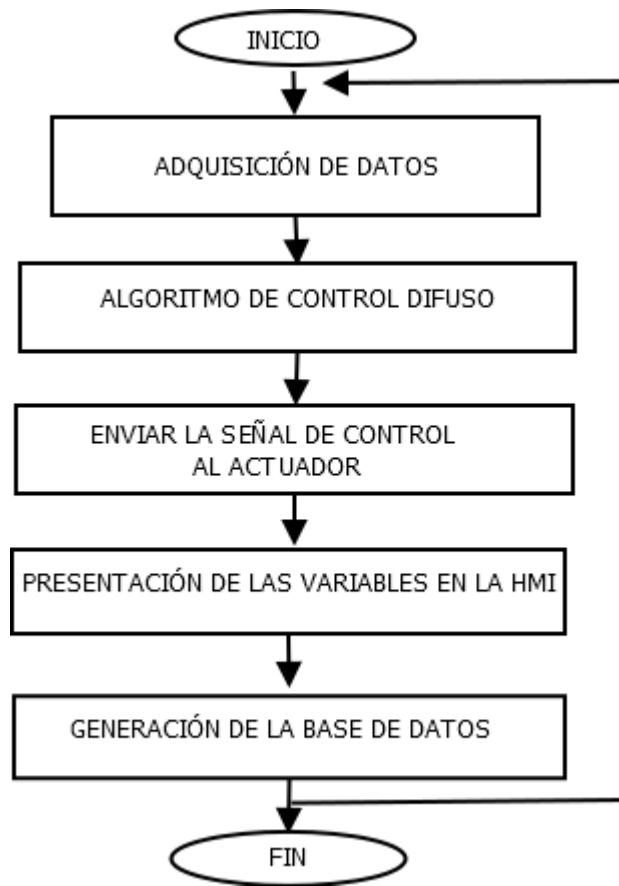 INICIO
ADQUISICIÓN DE DATOS
ALGORITMO DE CONTROL DIFUSO
ENVIAR LA SEÑAL DE CONTROL
AL ACTUADOR
PRESENTACIÓN DE LAS VARIABLES EN LA HMI
GENERACIÓN DE LA BASE DE DATOS
FIN